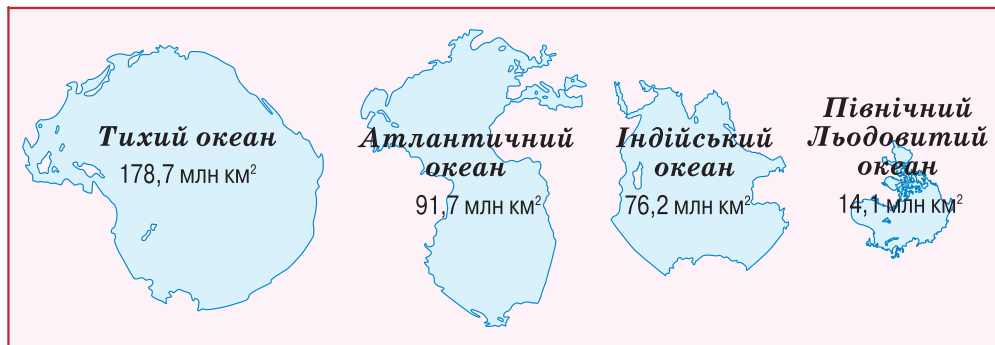 Тихий океан
178,7 млн км²
Атлантичний
океан
91,7 млн км²
Індійський
океан
76,2 млн км²
Північний
Льодовитий
океан
14,1 млн км²